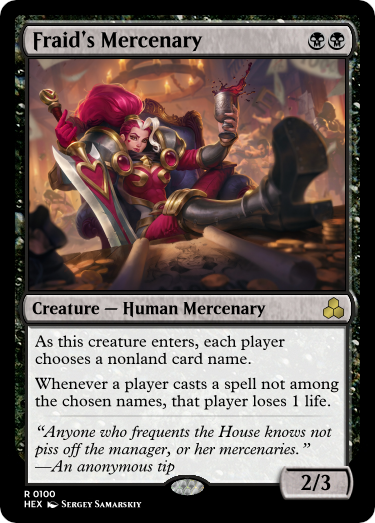 Fraid's Mercenary
Creature — Human Mercenary
As this creature enters, each player
chooses a nonland card name.
Whenever a player casts a spell not among
the chosen names, that player loses 1 life.
“Anyone who frequents the House knows not
piss off the manager, or her mercenaries.”
—An anonymous tip
2/3
R 0100
HEX Sergey Samarskiy